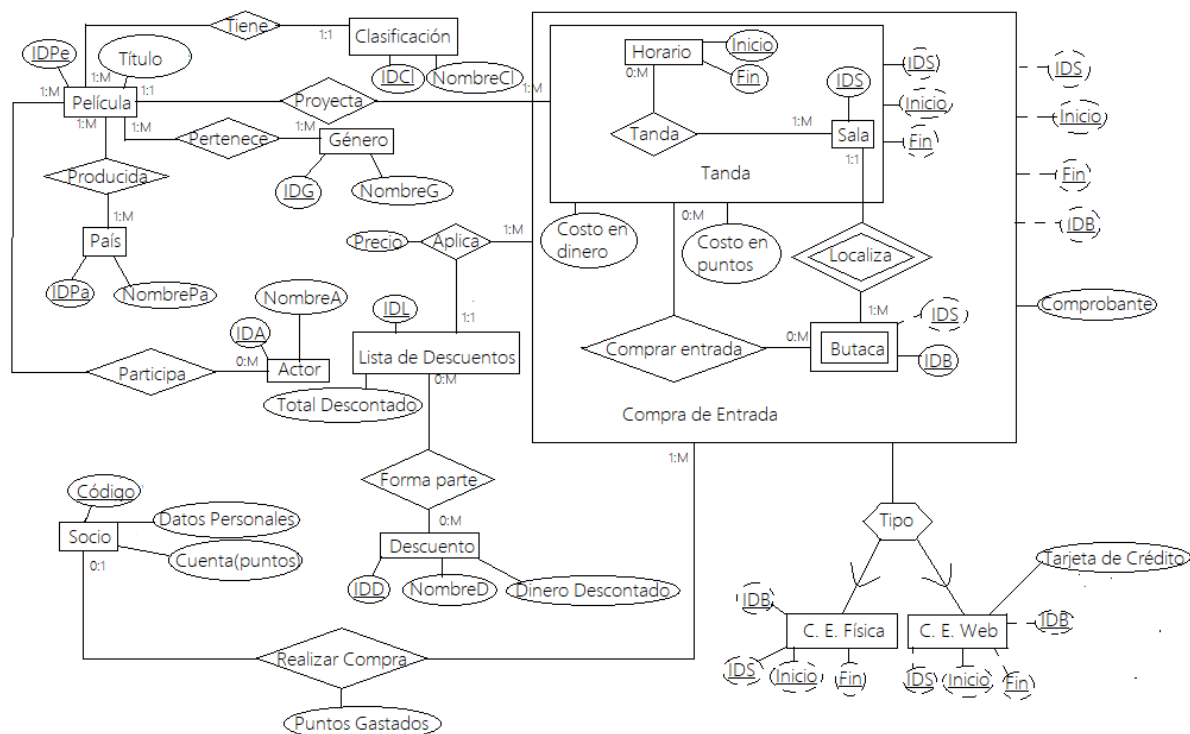 Tiene
1:1
Clasificación
IDPe
Título
IDCl
NombreCl
1:M
1:M
1:1
Película
1:M
1:M
Proyecta
1:M
Pertenece
1:M
Género
IDG
NombreG
Producida
1:M
País
IDPa
NombrePa
Horario
Inicio
Fin
0:M
IDS
Tanda
1:M
Sala
1:1
Tanda
IDS
Inicio
Fin
IDS
Inicio
Fin
IDB
Costo en
dinero
0:M
Costo en
puntos
Localiza
1:M
Precio
Aplica
1:M
1:1
IDL
Lista de Descuentos
0:M
Total Descontado
NombreA
IDA
0:M
Actor
Participa
Comprar entrada
0:M
Butaca
IDS
IDB
Comprobante
Compra de Entrada
1:M
Forma parte
0:M
Descuento
IDD
NombreD
Dinero Descontado
Código
Socio
0:1
Datos Personales
Cuenta(puntos)
Realizar Compra
Puntos Gastados
Tipo
Tarjeta de Crédito
IDB
C. E. Física
IDS
Inicio
Fin
C. E. Web
IDB
IDS
Inicio
Fin